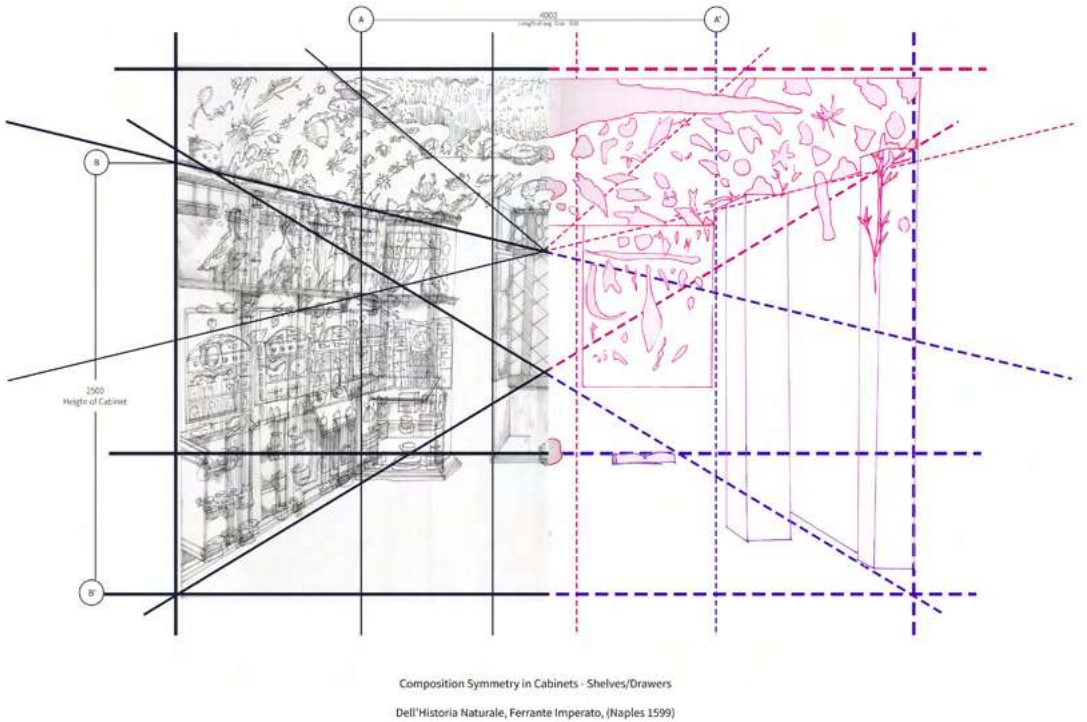 A
4000
A'
B
2500
Height of Cabinet
B'
Composition Symmetry in Cabinets - Shelves/Drawers
Dell'Historia Naturale, Ferrante Imperato, (Naples 1599)